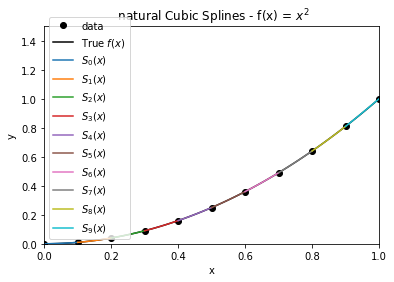 natural Cubic Splines - f(x) = x²
data
True f(x)
S₀(x)
S₁(x)
S₂(x)
S₃(x)
S₄(x)
S₅(x)
S₆(x)
S₇(x)
S₈(x)
S₉(x)
1.4
1.2
1.0
0.8
0.6
0.4
0.2
0.0
y
0.0 0.2 0.4 0.6 0.8 1.0
x